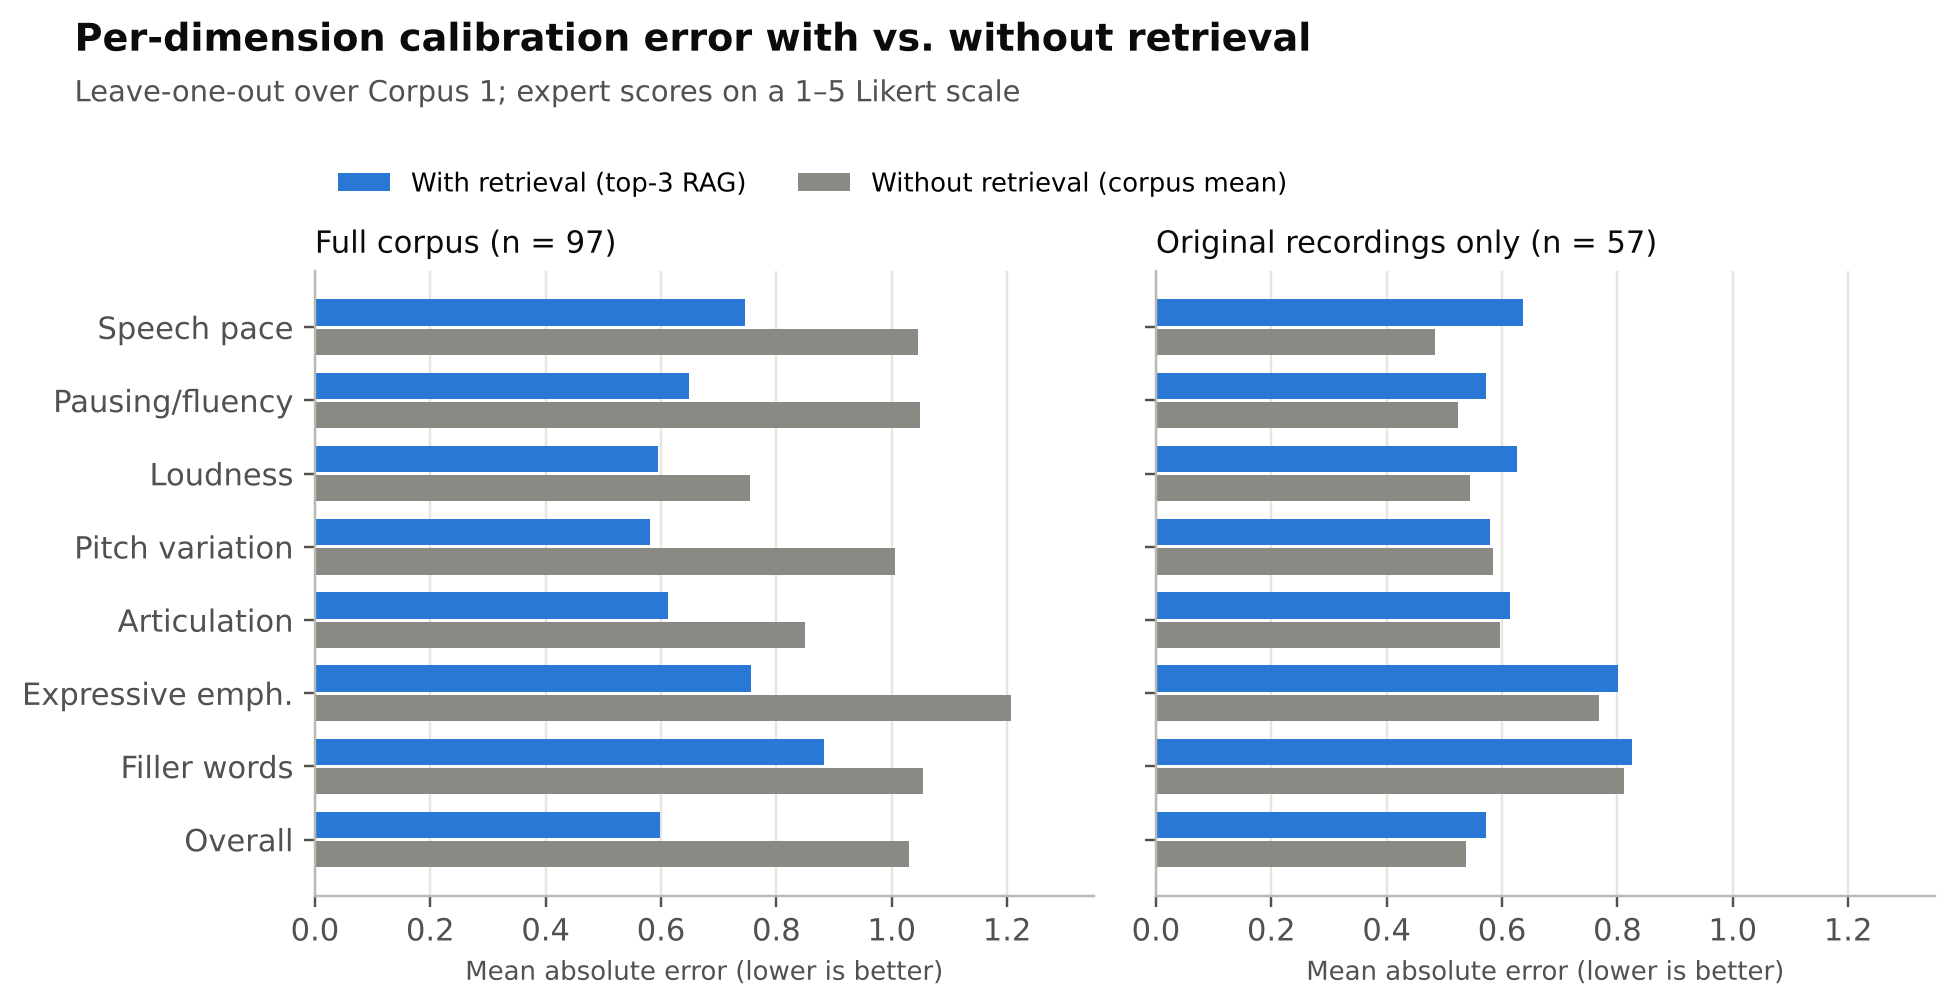 Per-dimension calibration error with vs. without retrieval
Leave-one-out over Corpus 1; expert scores on a 1–5 Likert scale
With retrieval (top-3 RAG)
Without retrieval (corpus mean)
Full corpus (n = 97)
Speech pace
Pausing/fluency
Loudness
Pitch variation
Articulation
Expressive emph.
Filler words
Overall
0.0 0.2 0.4 0.6 0.8 1.0 1.2
Mean absolute error (lower is better)
Original recordings only (n = 57)
0.0 0.2 0.4 0.6 0.8 1.0 1.2
Mean absolute error (lower is better)